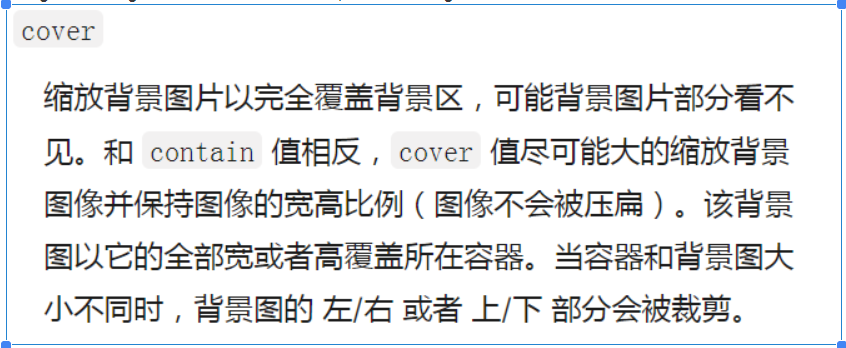 cover
缩放背景图片以完全覆盖背景区，可能背景图片部分看不
见。和 contain 值相反，cover 值尽可能大的缩放背景
图像并保持图像的宽高比例（图像不会被压扁）。该背景
图以它的全部宽或者高覆盖所在容器。当容器和背景图大
小不同时，背景图的 左/右 或者 上/下 部分会被裁剪。